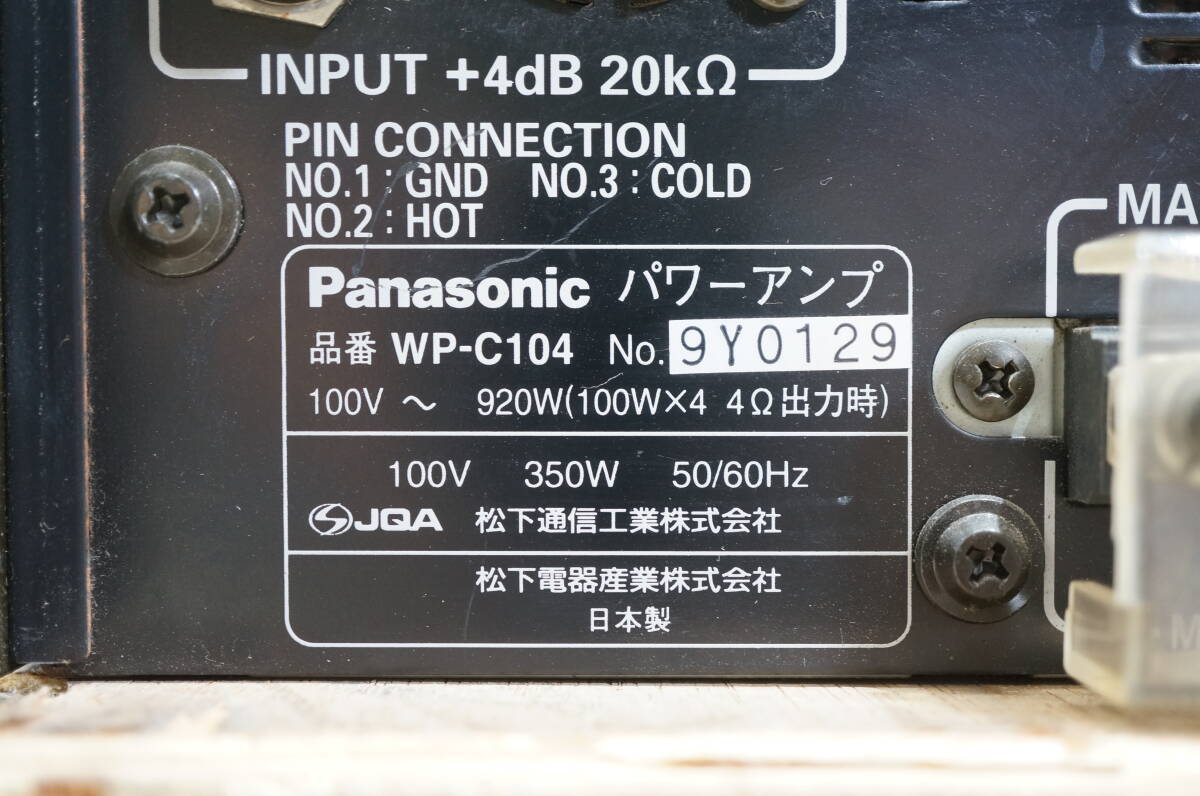 INPUT +4dB 20kΩ
PIN CONNECTION
NO.1 : GND NO.3 : COLD
NO.2 : HOT
Panasonic パワーアンプ
品番 WP-C104 No. 9Y0129
100V ～ 920W(100W×4 4Ω出力時)
100V 350W 50/60Hz
JQA 松下通信工業株式会社
松下電器産業株式会社
日本製